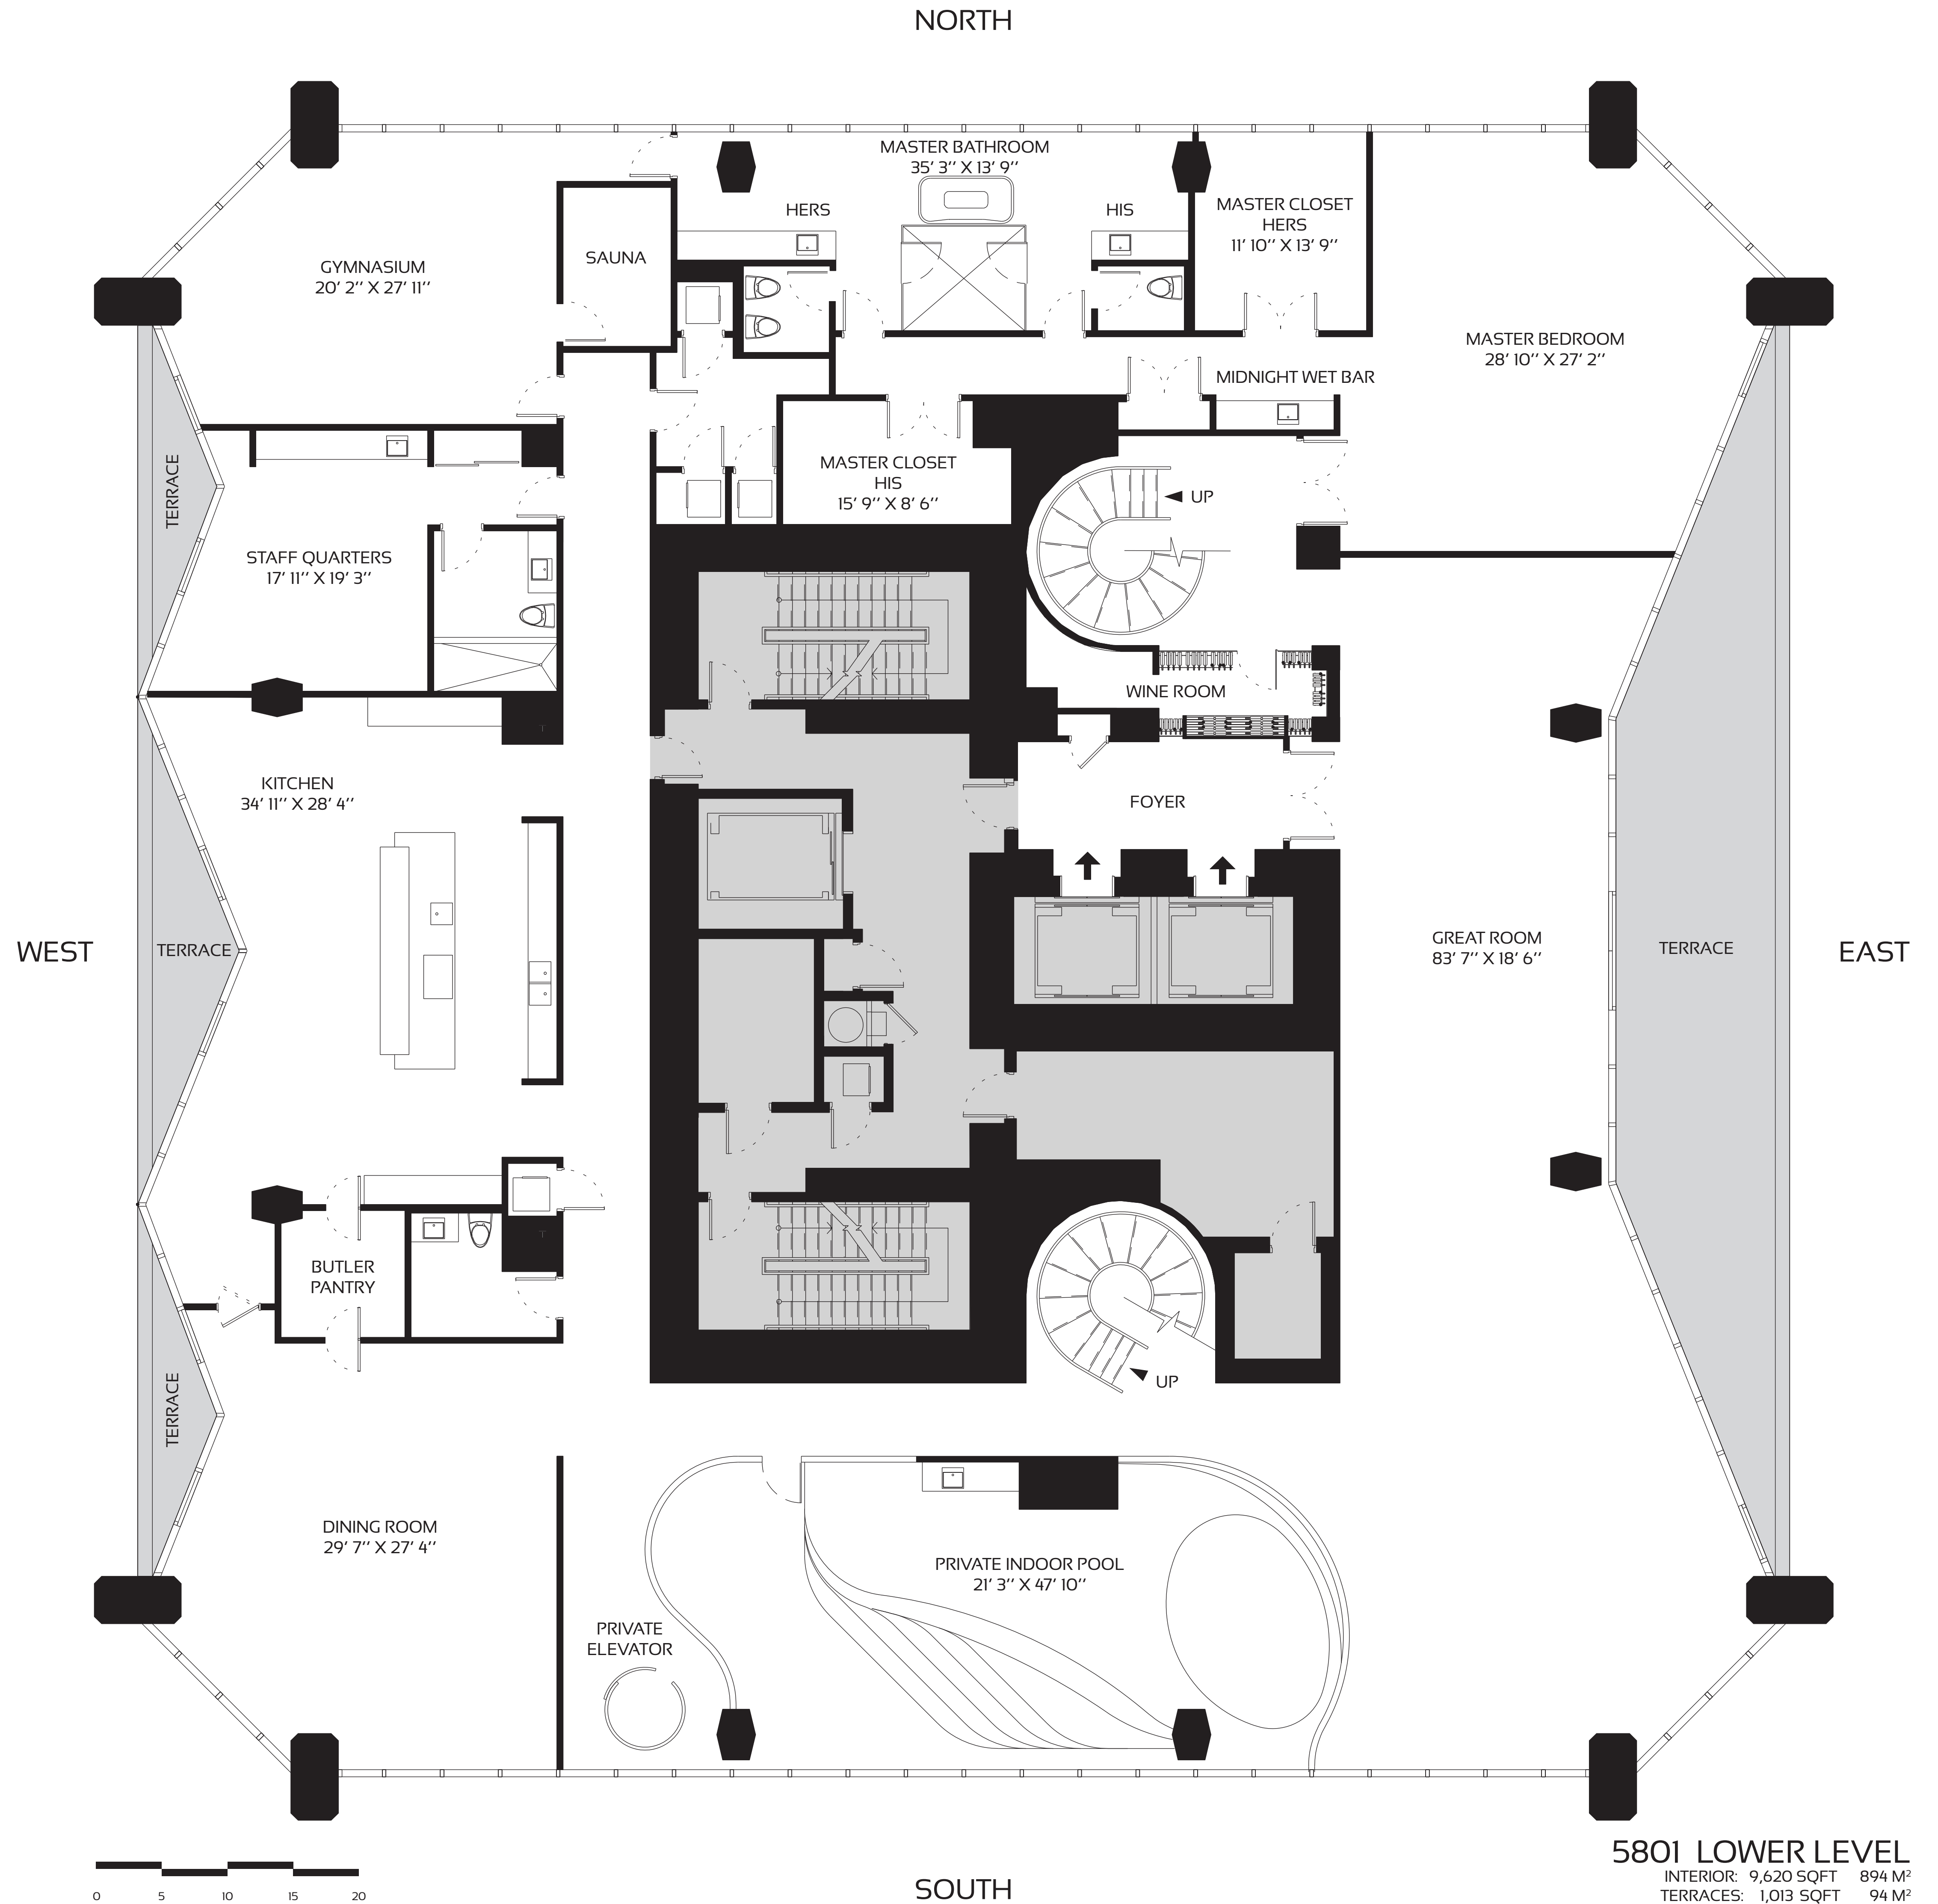 NORTH
MASTER BATHROOM
35' 3'' X 13' 9''
HERS
HIS
MASTER CLOSET
HERS
11' 10'' X 13' 9''
SAUNA
GYMNASIUM
20' 2'' X 27' 11''
MASTER BEDROOM
28' 10'' X 27' 2''
MIDNIGHT WET BAR
MASTER CLOSET
HIS
15' 9'' X 8' 6''
UP
TERRACE
STAFF QUARTERS
17' 11'' X 19' 3''
WINE ROOM
KITCHEN
34' 11'' X 28' 4''
FOYER
WEST
TERRACE
GREAT ROOM
83' 7'' X 18' 6''
TERRACE
EAST
BUTLER
PANTRY
UP
TERRACE
DINING ROOM
29' 7'' X 27' 4''
PRIVATE INDOOR POOL
21' 3'' X 47' 10''
PRIVATE
ELEVATOR
5801 LOWER LEVEL
INTERIOR: 9,620 SQFT 894 M²
TERRACES: 1,013 SQFT 94 M²
0 5 10 15 20
SOUTH